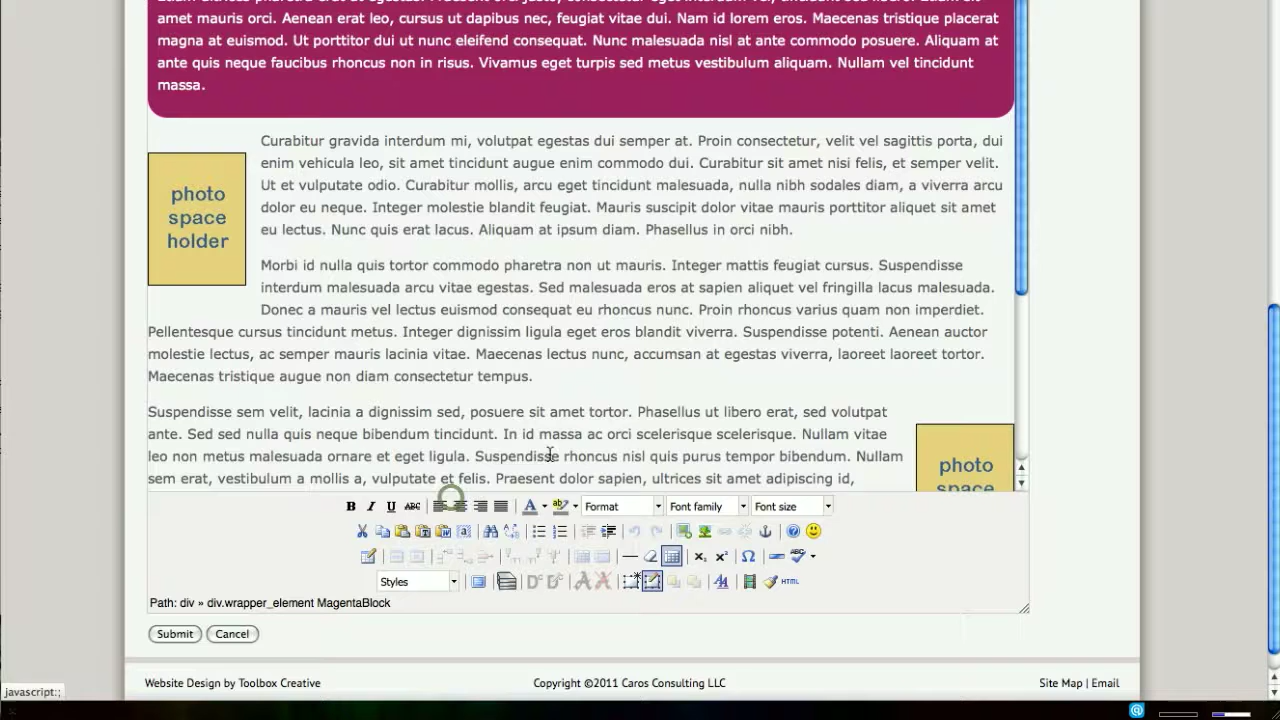 magna at euismod. Ut porttitor dui ut nunc eleifend consequat. Nunc malesuada nisl at ante commodo posuere. Aliquam at
mauris orci. Aenean erat leo, cursus ut dapibus nec, feugiat vitae dui. Nam id lorem eros. Maecenas tristique placerat
ante quis neque faucibus rhoncus non in risus. Vivamus eget turpis sed metus vestibulum aliquam. Nullam vel tincidunt
massa.
Curabitur gravida interdum mi, volutpat egestas dui semper at. Proin consectetur, velit vel sagittis porta, dui
enim vehicula leo, sit amet tincidunt augue enim commodo dui. Curabitur sit amet nisi felis, et semper velit.
Ut et vulputate odio. Curabitur mollis, arcu eget tincidunt malesuada, nulla nibh sodales diam, a viverra arcu
dolor eu neque. Integer molestie blandit feugiat. Mauris suscipit dolor vitae mauris porttitor aliquet sit amet
eu lectus. Nunc quis erat lacus. Aliquam at ipsum diam. Phasellus in orci nibh.
photo
space
holder
Morbi id nulla quis tortor commodo pharetra non ut mauris. Integer mattis feugiat cursus. Suspendisse
interdum malesuada arcu vitae egestas. Sed malesuada eros at sapien aliquet vel fringilla lacus malesuada.
Donec a mauris vel lectus euismod consequat eu rhoncus nunc. Proin rhoncus varius quam non imperdiet.
Pellentesque cursus tincidunt metus. Integer dignissim ligula eget eros blandit viverra. Suspendisse potenti. Aenean auctor
molestie lectus, ac semper mauris lacinia vitae. Maecenas lectus nunc, accumsan at egestas viverra, laoreet laoreet tortor.
Maecenas tristique augue non diam consectetur tempus.
Suspendisse sem velit, lacinia a dignissim sed, posuere sit amet tortor. Phasellus ut libero erat, sed volutpat
ante. Sed sed nulla quis neque bibendum tincidunt. In id massa ac orci scelerisque scelerisque. Nullam vitae
leo non metus malesuada ornare et eget ligula. Suspendisse rhoncus nisl quis purus tempor bibendum. Nullam
sem erat, vestibulum a mollis a, vulputate et felis. Praesent dolor sapien, ultrices sit amet adipiscing id,
photo
space
B I U ABC A ab Format Font family Font size
HTML
Styles
Path: div » div.wrapper_element MagentaBlock
Submit Cancel
Website Design by Toolbox Creative Copyright ©2011 Caros Consulting LLC Site Map | Email
javascript:;